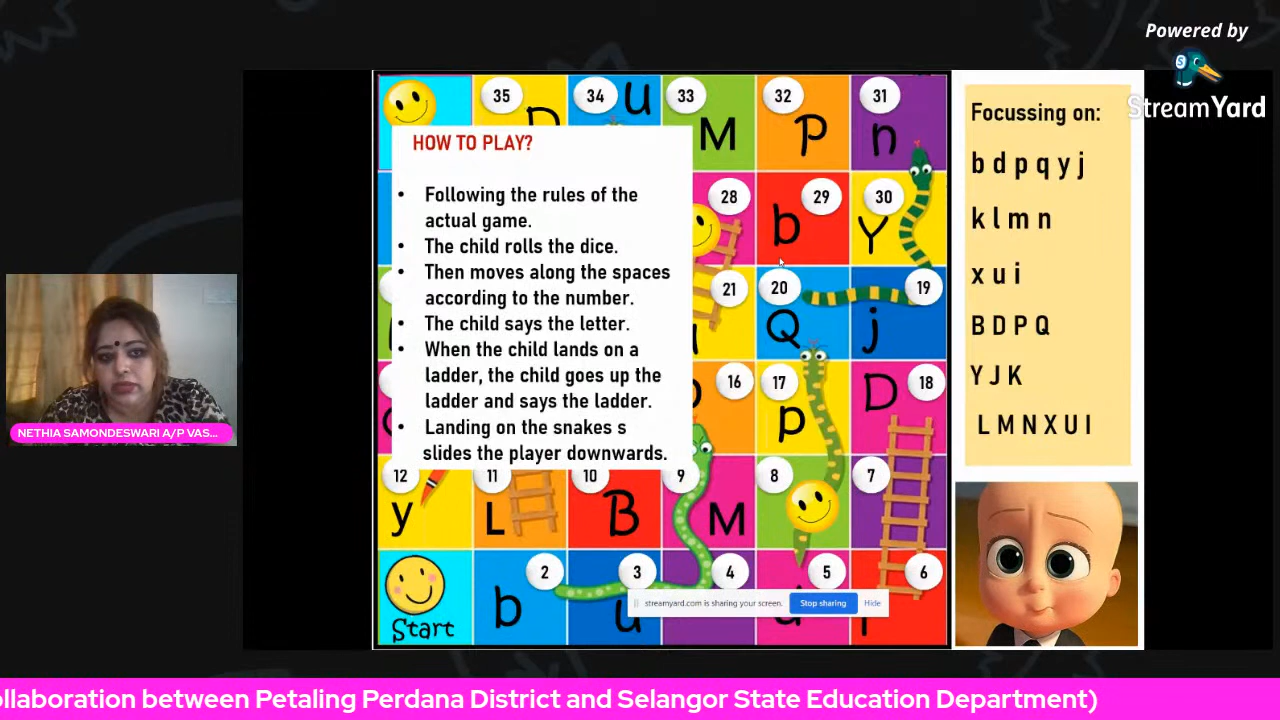 Powered by
StreamYard
35 34 u 33 32 31
M P n
HOW TO PLAY?
• Following the rules of the
actual game.
• The child rolls the dice.
• Then moves along the spaces
according to the number.
• The child says the letter.
• When the child lands on a
ladder, the child goes up the
ladder and says the ladder.
• Landing on the snakes s
slides the player downwards.
28 29 30
b Y
21 20 19
Q j
16 17 18
p D
12 11 10 9 8 7
y L B M
2 3 4 5 6
Start b u
streamyard.com is sharing your screen. Stop sharing Hide
Focussing on:
b d p q y j
k l m n
x u i
B D P Q
Y J K
L M N X U I
NETHIA SAMONDESWARI A/P VAS...
ollaboration between Petaling Perdana District and Selangor State Education Department)